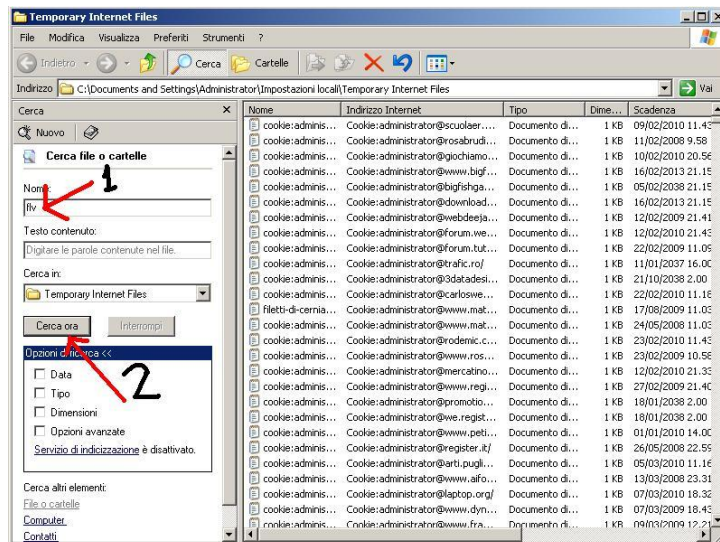 Temporary Internet Files
File Modifica Visualizza Preferiti Strumenti ?
Indietro Cerca Cartelle
Indirizzo C:\Documents and Settings\Administrator\Impostazioni locali\Temporary Internet Files Vai
Cerca
Nuovo
Cerca file o cartelle
1
Nome:
flv
Testo contenuto:
Digitare le parole contenute nel file.
Cerca in:
Temporary Internet Files
Cerca ora Interrompi
2
Opzioni di ricerca <<
Data
Tipo
Dimensioni
Opzioni avanzate
Servizio di indicizzazione è disattivato.
Cerca altri elementi:
File o cartelle
Computer
Contatti
Nome Indirizzo Internet Tipo Dime... Scadenza
cookie:adminis... Cookie:administrator@scuolaer.... Documento di... 1 KB 09/02/2010 11.43
cookie:adminis... Cookie:administrator@rosabrudi... Documento di... 1 KB 11/02/2008 9.58
cookie:adminis... Cookie:administrator@giochiamo... Documento di... 1 KB 10/02/2010 20.56
cookie:adminis... Cookie:administrator@www.bigf... Documento di... 1 KB 16/02/2013 21.15
cookie:adminis... Cookie:administrator@bigfishga... Documento di... 1 KB 05/02/2038 21.15
cookie:adminis... Cookie:administrator@download... Documento di... 1 KB 16/02/2013 21.15
cookie:adminis... Cookie:administrator@webdeeja... Documento di... 1 KB 12/02/2009 21.41
cookie:adminis... Cookie:administrator@forum.we... Documento di... 1 KB 12/02/2010 21.43
cookie:adminis... Cookie:administrator@forum.tut... Documento di... 1 KB 22/02/2009 11.09
cookie:adminis... Cookie:administrator@trafic.ro/ Documento di... 1 KB 11/01/2037 16.00
cookie:adminis... Cookie:administrator@3datadesi... Documento di... 1 KB 21/10/2038 2.00
cookie:adminis... Cookie:administrator@carloswe... Documento di... 1 KB 22/02/2010 11.18
filetti-di-cernia... Cookie:administrator@www.mat... Documento di... 1 KB 17/08/2009 11.03
cookie:adminis... Cookie:administrator@www.mat... Documento di... 1 KB 24/05/2008 11.03
cookie:adminis... Cookie:administrator@rodemic.c... Documento di... 1 KB 23/02/2010 11.43
cookie:adminis... Cookie:administrator@www.ros... Documento di... 1 KB 23/02/2009 10.58
cookie:adminis... Cookie:administrator@mercatino... Documento di... 1 KB 12/02/2010 21.33
cookie:adminis... Cookie:administrator@www.regi... Documento di... 1 KB 27/02/2009 21.40
cookie:adminis... Cookie:administrator@promotio... Documento di... 1 KB 18/01/2038 2.00
cookie:adminis... Cookie:administrator@we.regist... Documento di... 1 KB 18/01/2038 2.00
cookie:adminis... Cookie:administrator@www.peti... Documento di... 1 KB 01/01/2010 14.00
cookie:adminis... Cookie:administrator@register.it/ Documento di... 1 KB 26/05/2008 22.59
cookie:adminis... Cookie:administrator@arti.pugli... Documento di... 1 KB 05/03/2010 11.16
cookie:adminis... Cookie:administrator@www.aifo... Documento di... 1 KB 13/03/2008 23.31
cookie:adminis... Cookie:administrator@laptop.org/ Documento di... 1 KB 07/03/2010 18.32
cookie:adminis... Cookie:administrator@www.dyn... Documento di... 1 KB 07/03/2009 18.43
cookie:adminis... Cookie:administrator@www.fra... Documento di... 1 KB 09/03/2009 12.21